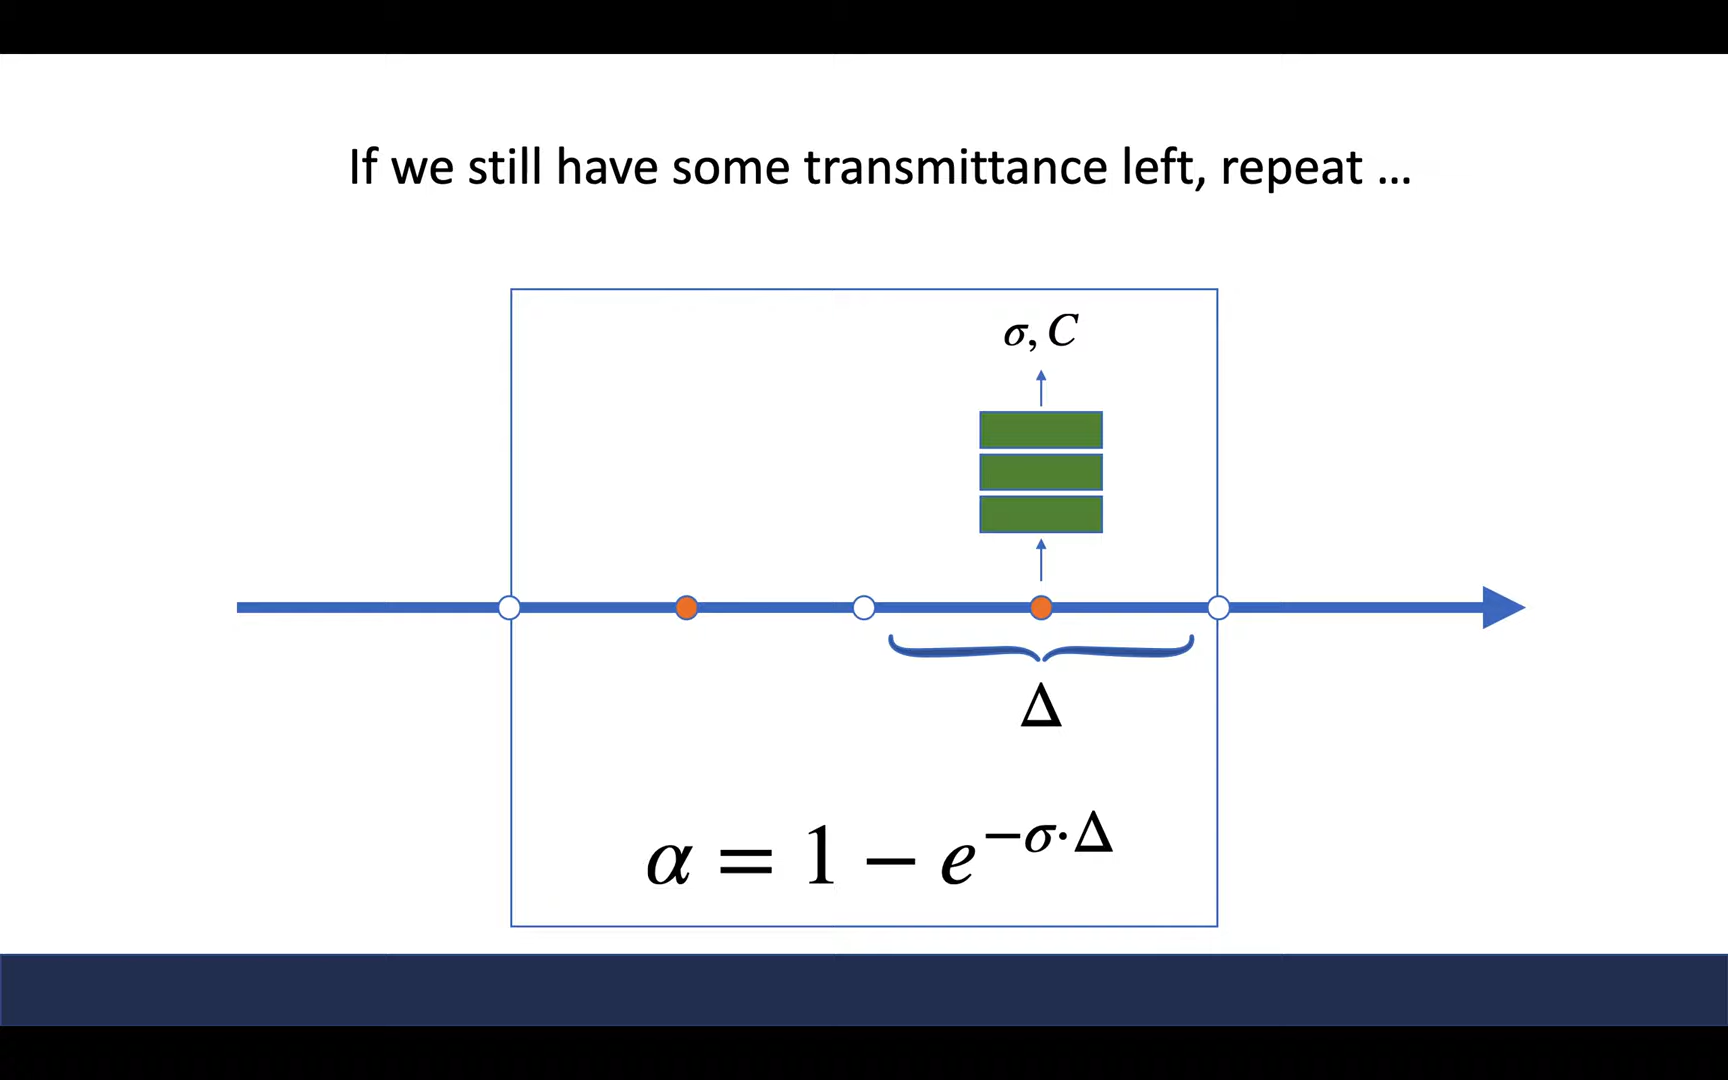 If we still have some transmittance left, repeat ...
σ, C
Δ
α = 1 − e^{−σ·Δ}